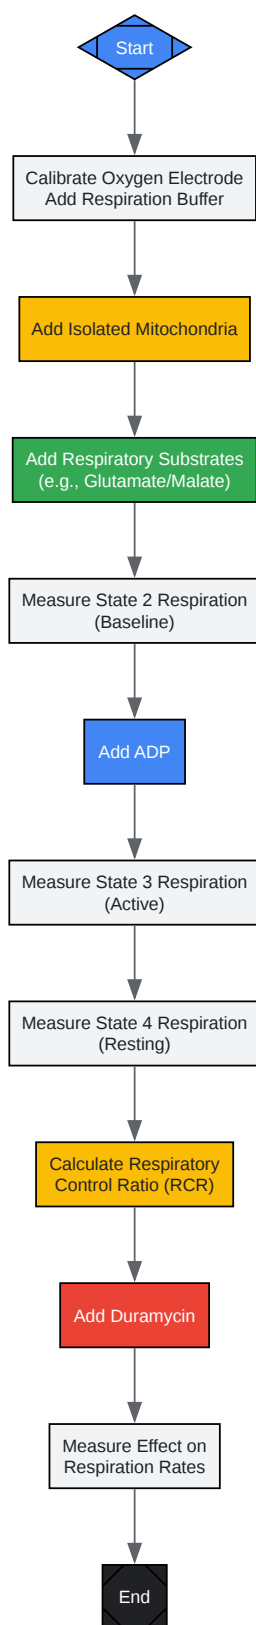 Start
Calibrate Oxygen Electrode
Add Respiration Buffer
Add Isolated Mitochondria
Add Respiratory Substrates
(e.g., Glutamate/Malate)
Measure State 2 Respiration
(Baseline)
Add ADP
Measure State 3 Respiration
(Active)
Measure State 4 Respiration
(Resting)
Calculate Respiratory
Control Ratio (RCR)
Add Duramycin
Measure Effect on
Respiration Rates
End